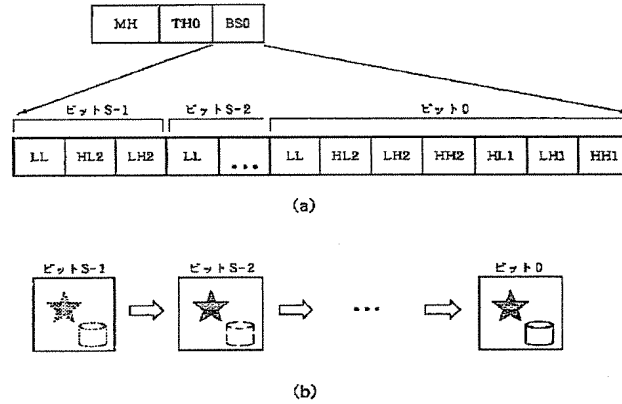 MH TH0 BS0
ビットS-1 ビットS-2 ビット0
LL HL2 LH2 LL ... LL HL2 LH2 HH2 HL1 LH1 HH1
(a)
ビットS-1 ビットS-2 ビット0
...
(b)